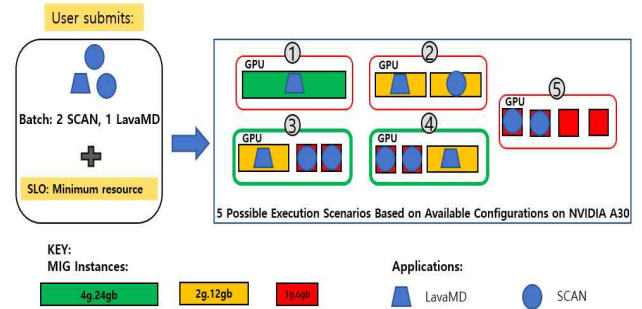 User submits:
Batch: 2 SCAN, 1 LavaMD
SLO: Minimum resource
1
GPU
2
GPU
3
GPU
4
GPU
5
GPU
5 Possible Execution Scenarios Based on Available Configurations on NVIDIA A30
KEY:
MIG Instances:
4g.24gb
2g.12gb
1g.6gb
Applications:
LavaMD
SCAN